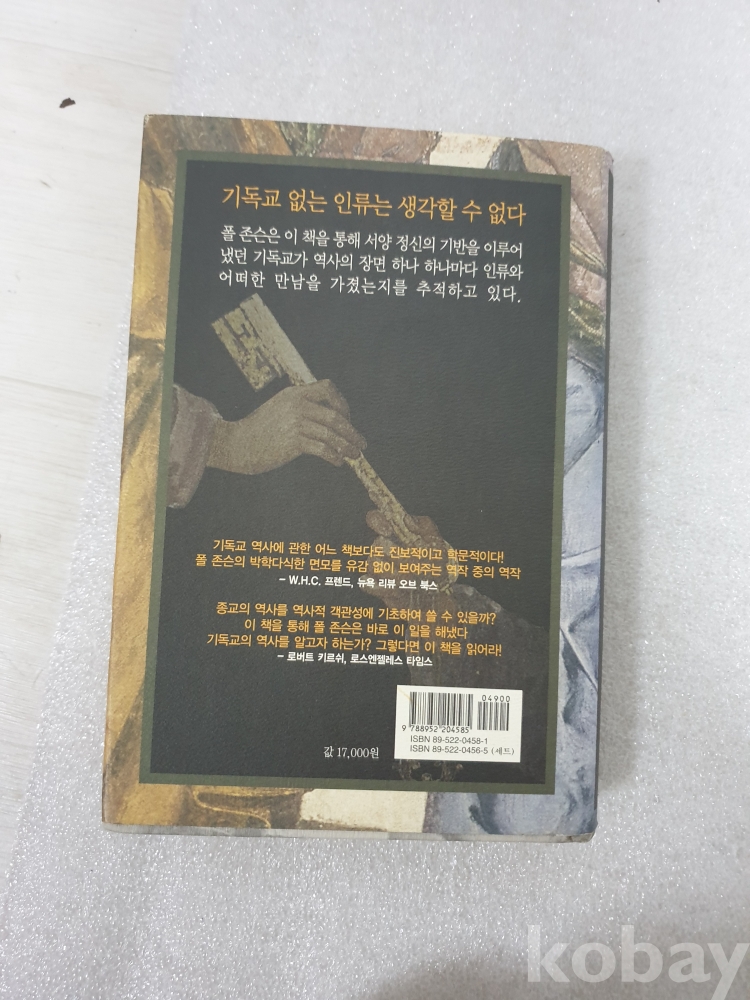 기독교 없는 인류는 생각할 수 없다
폴 존슨은 이 책을 통해 서양 정신의 기반을 이루어
냈던 기독교가 역사의 장면 하나 하나마다 인류와
어떠한 만남을 가졌는지를 추적하고 있다.
기독교 역사에 관한 어느 책보다도 진보적이고 학문적이다!
폴 존슨의 박학다식한 면모를 유감 없이 보여주는 역작 중의 역작
– W.H.C. 프렌드, 뉴욕 리뷰 오브 북스
종교의 역사를 역사적 객관성에 기초하여 쓸 수 있을까?
이 책을 통해 폴 존슨은 바로 이 일을 해냈다
기독교의 역사를 알고자 하는가? 그렇다면 이 책을 읽어라!
– 로버트 키르쉬, 로스엔젤레스 타임스
04900
9 788952 204585
ISBN 89-522-0458-1
ISBN 89-522-0456-5 (세트)
값 17,000원
kobay